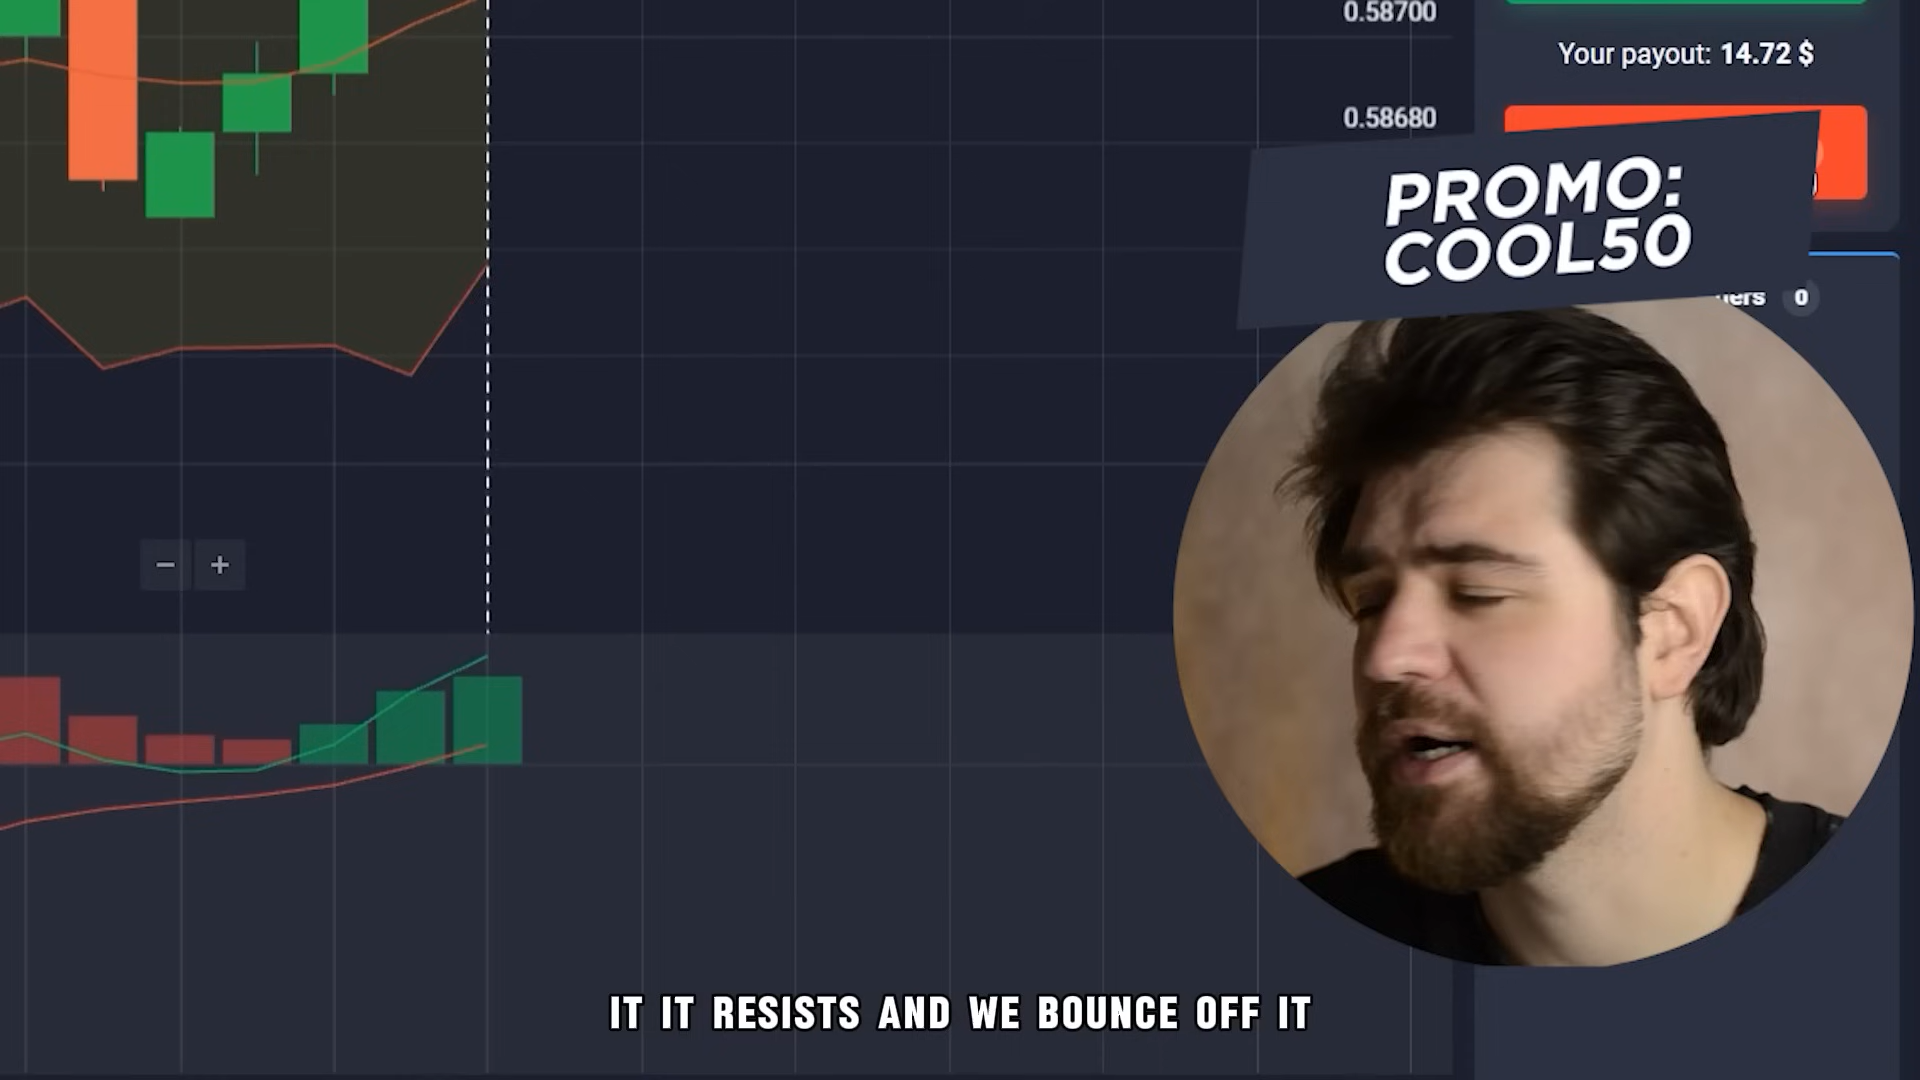 0.58700
Your payout: 14.72 $
0.58680
PROMO:
COOL50
0
− +
IT IT RESISTS AND WE BOUNCE OFF IT